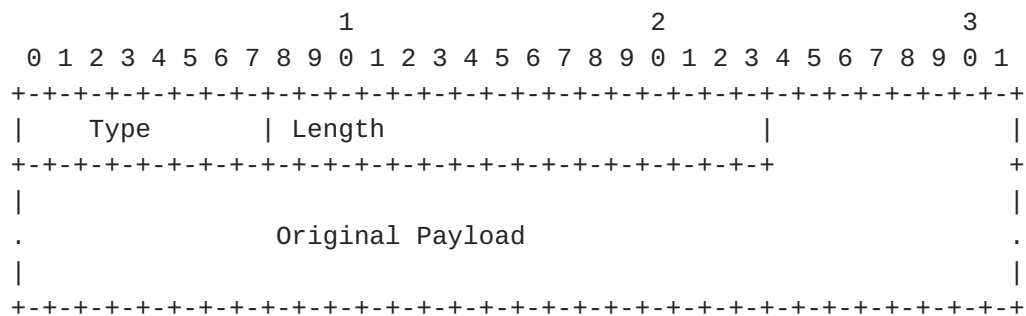 1                   2                   3
 0 1 2 3 4 5 6 7 8 9 0 1 2 3 4 5 6 7 8 9 0 1 2 3 4 5 6 7 8 9 0 1
+-+-+-+-+-+-+-+-+-+-+-+-+-+-+-+-+-+-+-+-+-+-+-+-+-+-+-+-+-+-+-+-+
|    Type       | Length                        |               |
+-+-+-+-+-+-+-+-+-+-+-+-+-+-+-+-+-+-+-+-+-+-+-+-+               +
|                                                               |
.                Original Payload                               .
|                                                               |
+-+-+-+-+-+-+-+-+-+-+-+-+-+-+-+-+-+-+-+-+-+-+-+-+-+-+-+-+-+-+-+-+